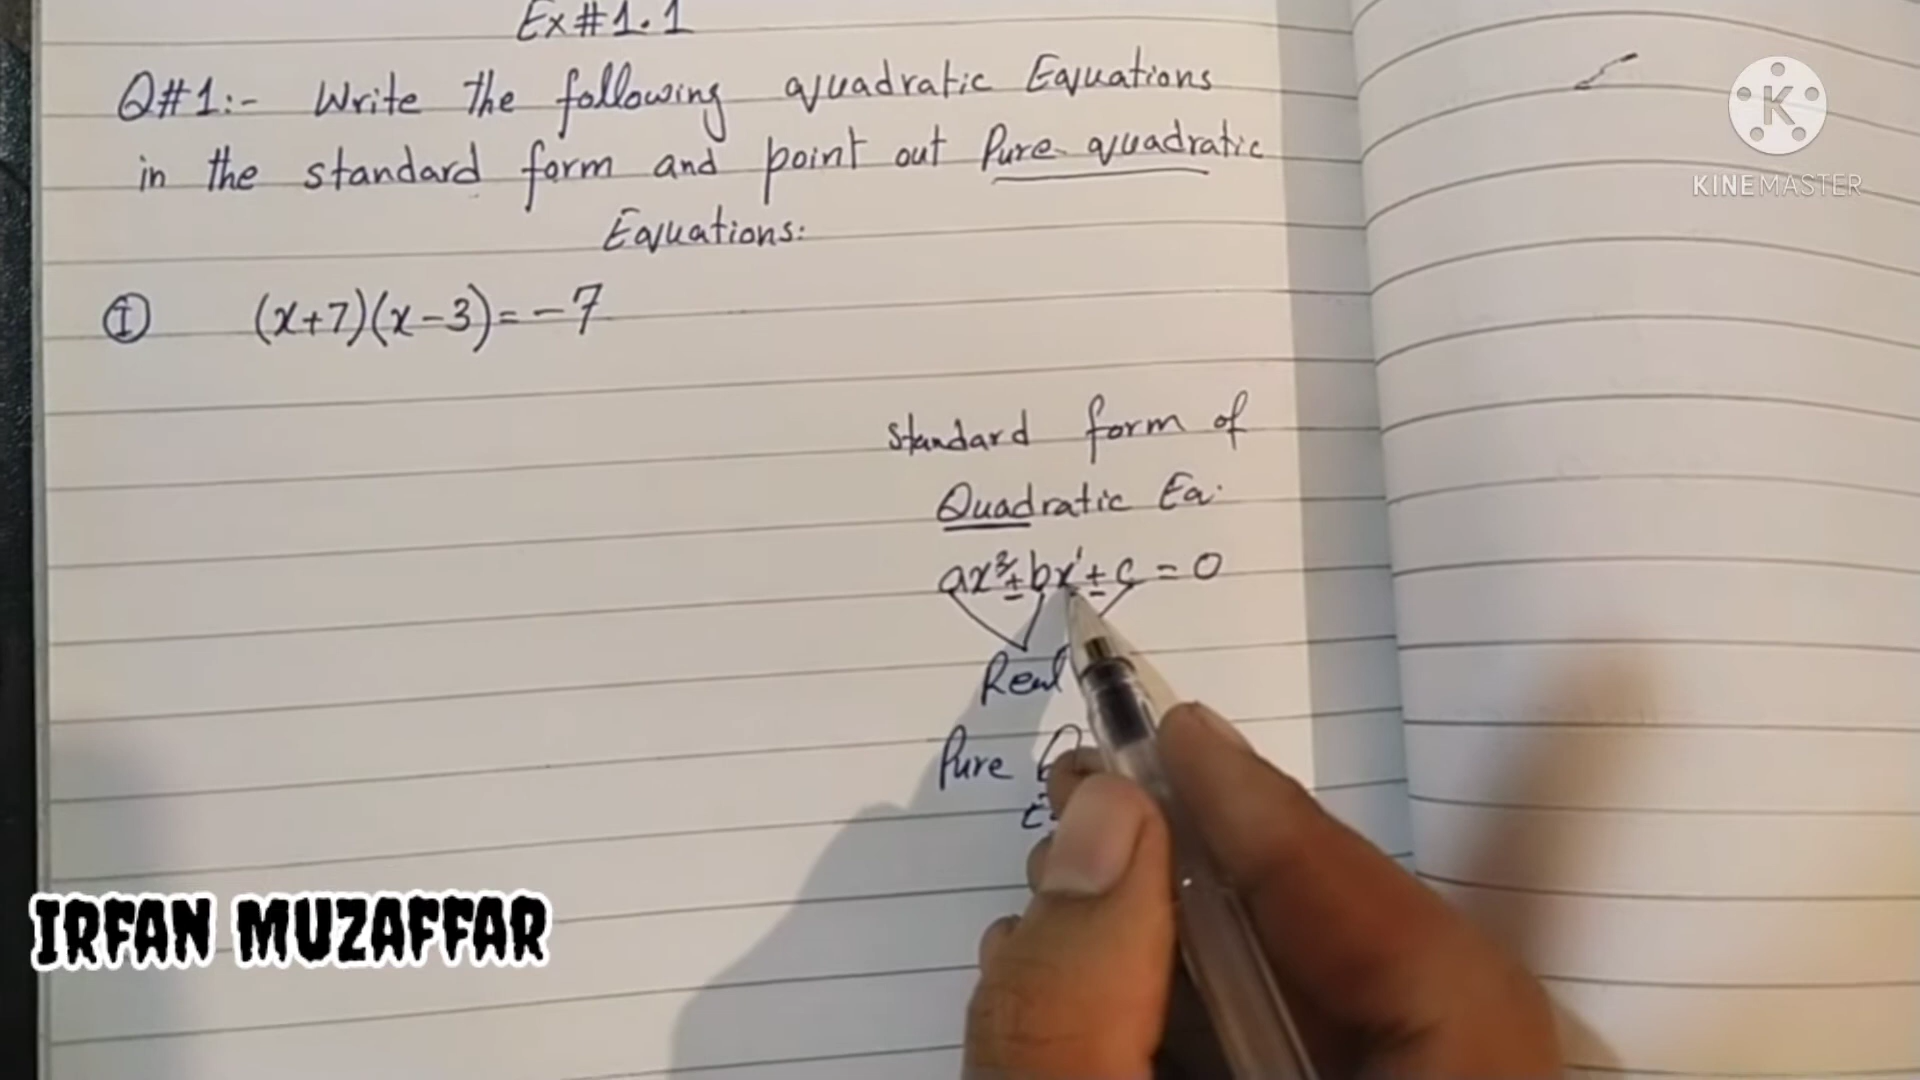 Ex#1.1
Q#1:- Write the following quadratic Equations
in the standard form and point out Pure quadratic
Equations:
I (x+7)(x-3)=-7
Standard form of
Quadratic Eq.
ax²±bx¹±c=0
Real
Pure
KINEMASTER
IRFAN MUZAFFAR